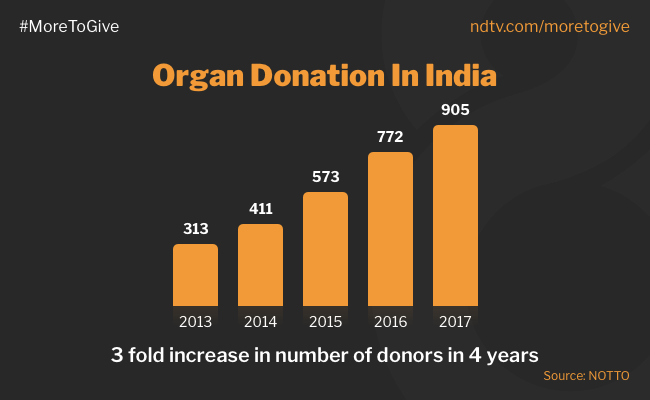 #MoreToGive
ndtv.com/moretogive
Organ Donation In India
313
411
573
772
905
2013
2014
2015
2016
2017
3 fold increase in number of donors in 4 years
Source: NOTTO